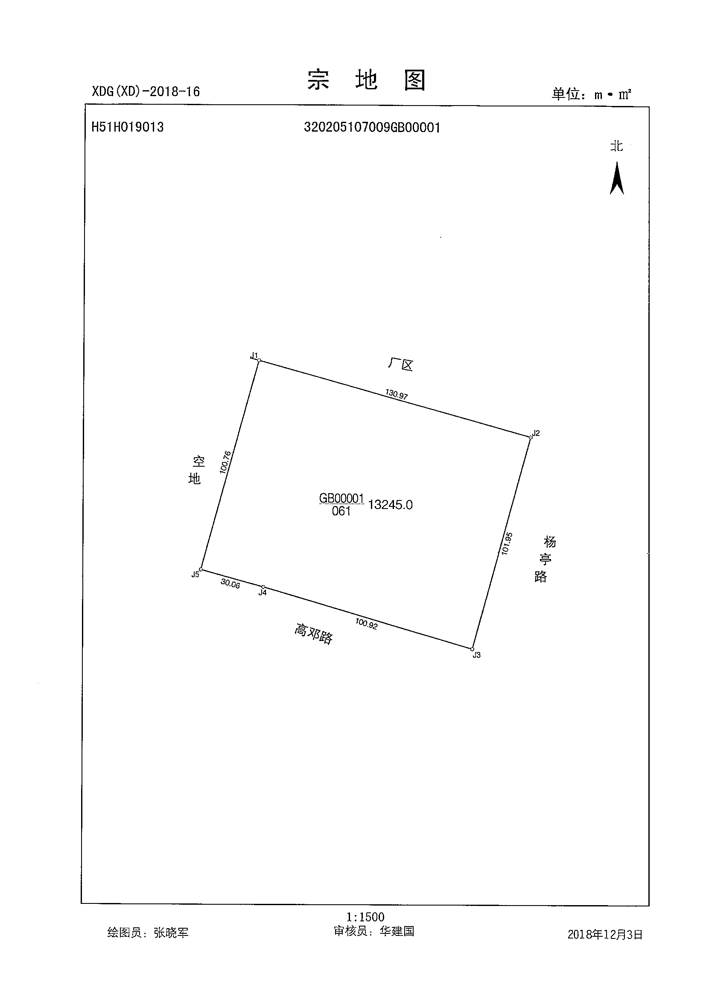 宗 地 图
XDG(XD)-2018-16
单位：m·㎡
H51H019013
320205107009GB00001
北
J1
厂区
130.97
J2
100.76
空地
GB00001
061
13245.0
101.95
杨亭路
J5
30.06
J4
100.92
高邓路
J3
1:1500
绘图员：张晓军
审核员：华建国
2018年12月3日